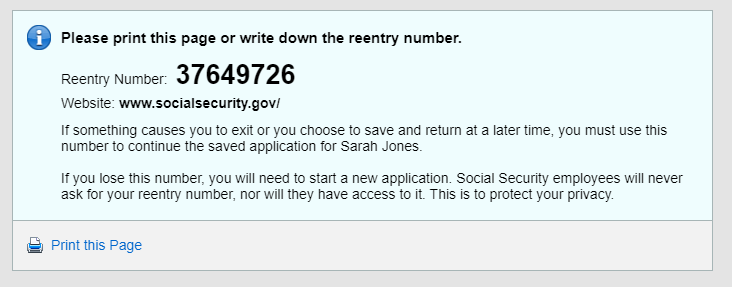 Please print this page or write down the reentry number.
Reentry Number: 37649726
Website: www.socialsecurity.gov/
If something causes you to exit or you choose to save and return at a later time, you must use this
number to continue the saved application for Sarah Jones.
If you lose this number, you will need to start a new application. Social Security employees will never
ask for your reentry number, nor will they have access to it. This is to protect your privacy.
Print this Page